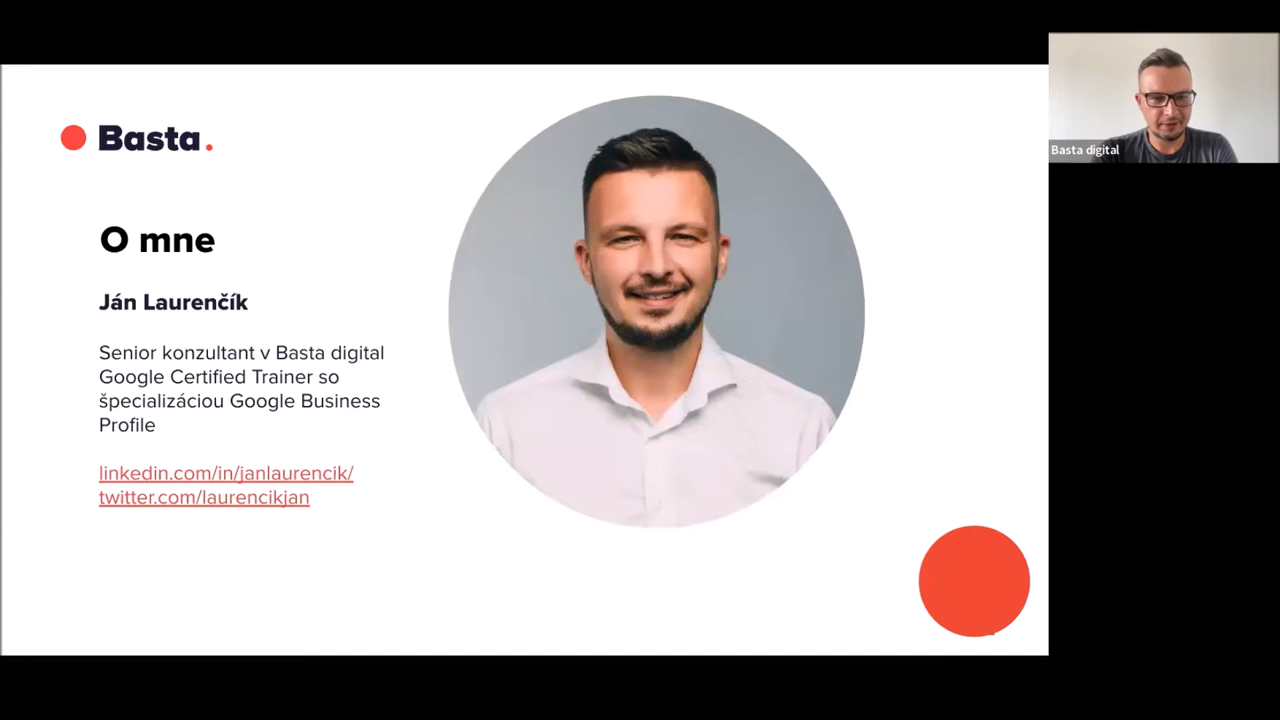 Basta.
O mne
Ján Laurenčík
Senior konzultant v Basta digital
Google Certified Trainer so
špecializáciou Google Business
Profile
linkedin.com/in/janlaurencik/
twitter.com/laurencikjan
Basta digital